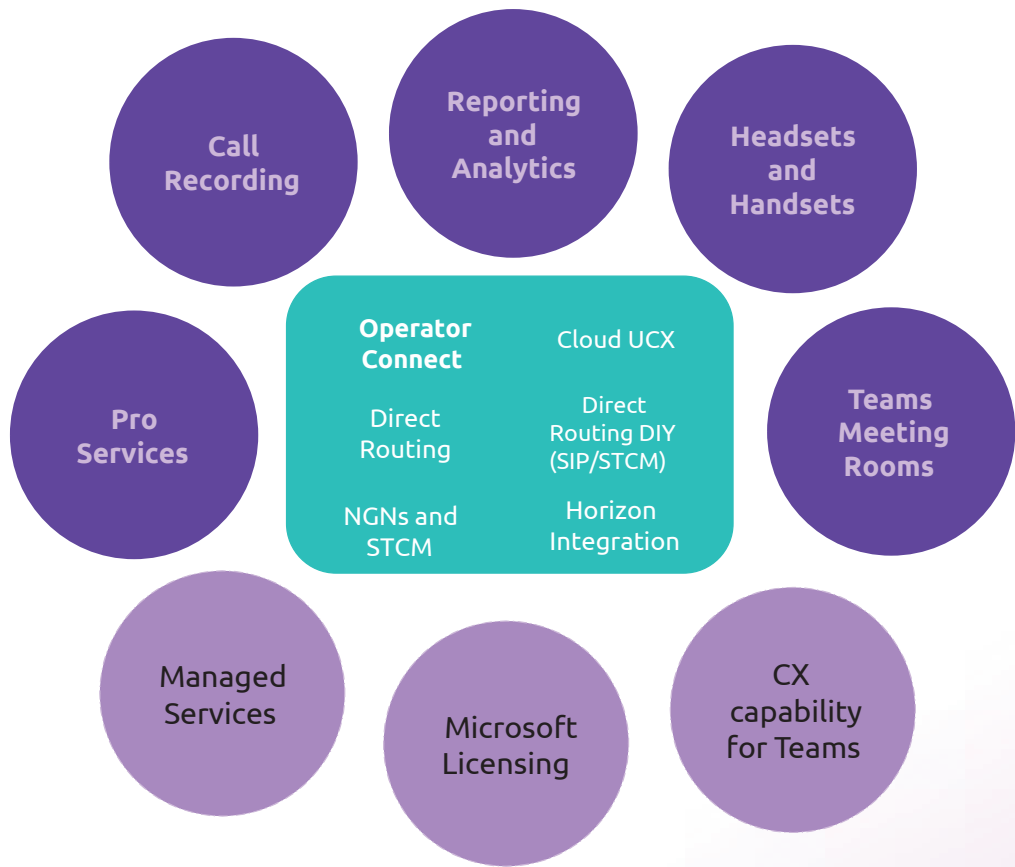 Reporting
and
Analytics
Call
Recording
Headsets
and
Handsets
Operator
Connect
Cloud UCX
Direct
Routing
Direct
Routing DIY
(SIP/STCM)
NGNs and
STCM
Horizon
Integration
Pro
Services
Teams
Meeting
Rooms
Managed
Services
Microsoft
Licensing
CX
capability
for Teams